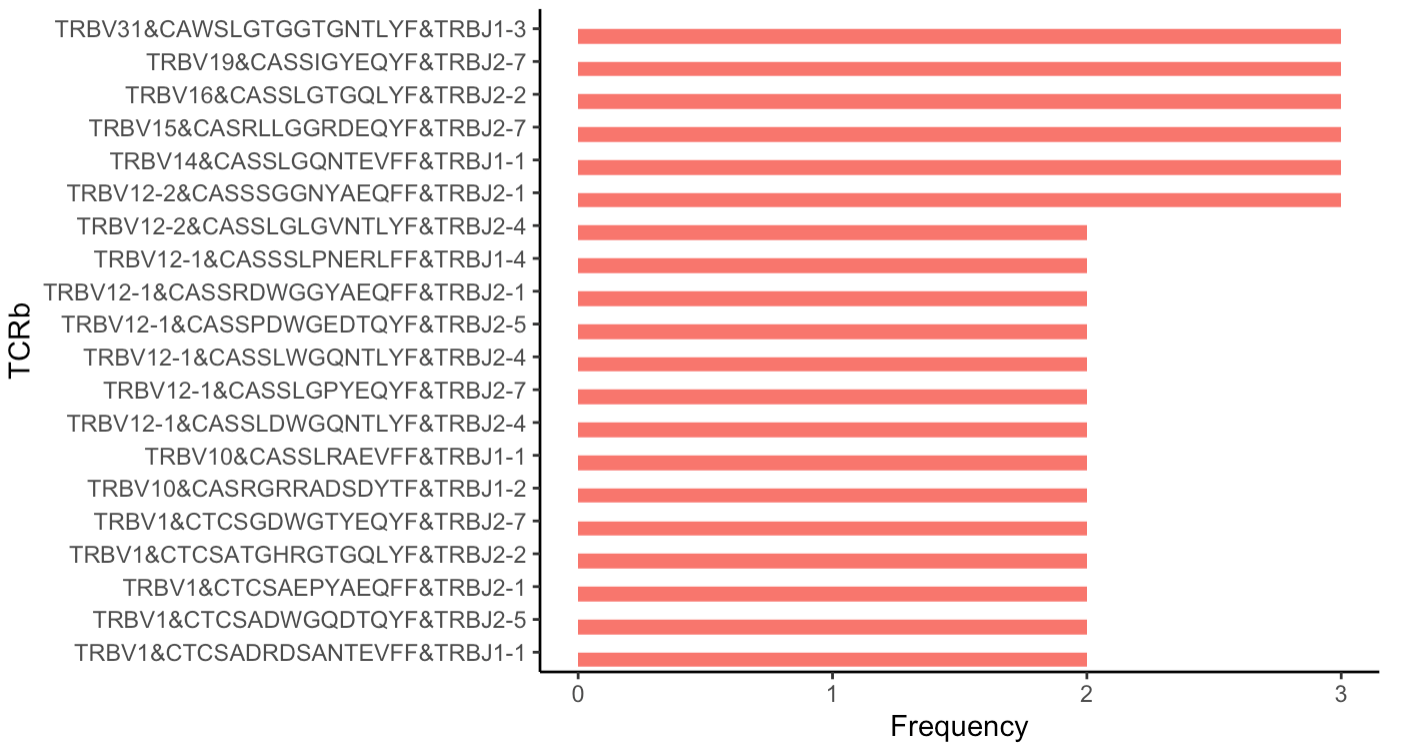 TRBV31&CAWSLGTGGTGNTLYF&TRBJ1-3
TRBV19&CASSIGYEQYF&TRBJ2-7
TRBV16&CASSLGTGQLYF&TRBJ2-2
TRBV15&CASRLLGGRDEQYF&TRBJ2-7
TRBV14&CASSLGQNTEVFF&TRBJ1-1
TRBV12-2&CASSSGGNYAEQFF&TRBJ2-1
TRBV12-2&CASSLGLGVNTLYF&TRBJ2-4
TRBV12-1&CASSSLPNERLFF&TRBJ1-4
TRBV12-1&CASSRDWGGYAEQFF&TRBJ2-1
TRBV12-1&CASSPDWGEDTQYF&TRBJ2-5
TRBV12-1&CASSLWGQNTLYF&TRBJ2-4
TRBV12-1&CASSLGPYEQYF&TRBJ2-7
TRBV12-1&CASSLDWGQNTLYF&TRBJ2-4
TRBV10&CASSLRAEVFF&TRBJ1-1
TRBV10&CASRGRRADSDYTF&TRBJ1-2
TRBV1&CTCSGDWGTYEQYF&TRBJ2-7
TRBV1&CTCSATGHRGTGQLYF&TRBJ2-2
TRBV1&CTCSAEPYAEQFF&TRBJ2-1
TRBV1&CTCSADWGQDTQYF&TRBJ2-5
TRBV1&CTCSADRDSANTEVFF&TRBJ1-1
TCRb
0 1 2 3
Frequency